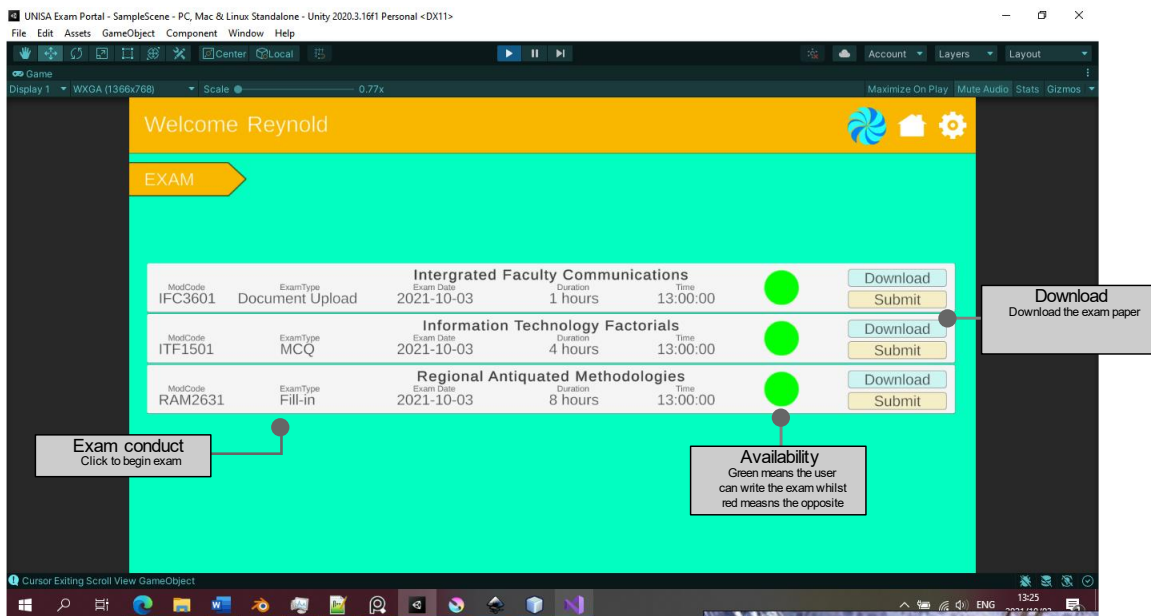 UNISA Exam Portal - SampleScene - PC, Mac & Linux Standalone - Unity 2020.3.16f1 Personal <DX11>
File Edit Assets GameObject Component Window Help
Center Local Account Layers Layout
Game
Display 1 WXGA (1366x768) Scale 0.77x Maximize On Play Mute Audio Stats Gizmos
Welcome Reynold
EXAM
Intergrated Faculty Communications
ModCode ExamType Exam Date Duration Time
IFC3601 Document Upload 2021-10-03 1 hours 13:00:00
Download
Submit
Information Technology Factorials
ModCode ExamType Exam Date Duration Time
ITF1501 MCQ 2021-10-03 4 hours 13:00:00
Download
Submit
Regional Antiquated Methodologies
ModCode ExamType Exam Date Duration Time
RAM2631 Fill-in 2021-10-03 8 hours 13:00:00
Download
Submit
Download
Download the exam paper
Exam conduct
Click to begin exam
Availability
Green means the user
can write the exam whilst
red measns the opposite
Cursor Exiting Scroll View GameObject
ENG 13:25